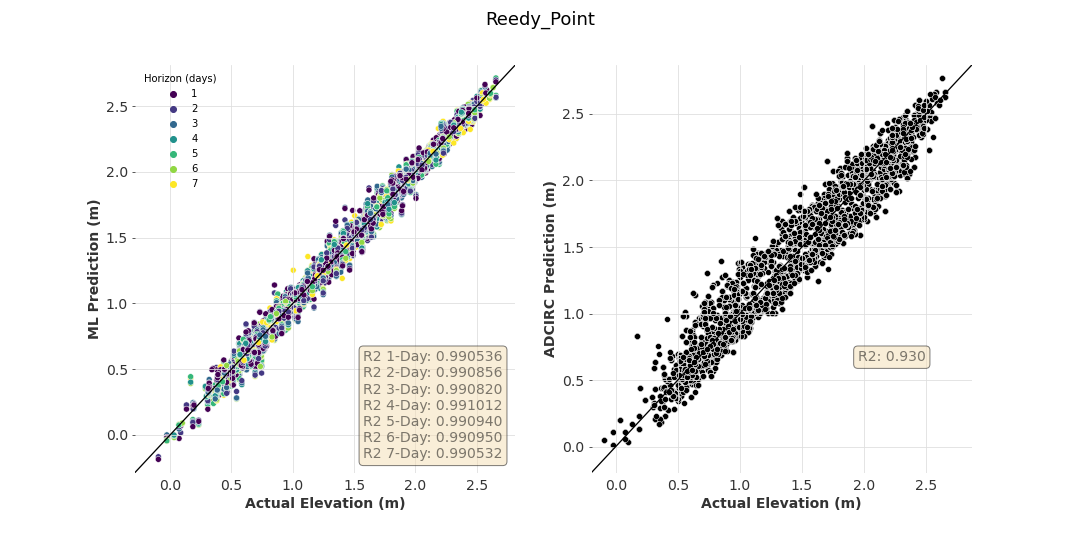 Reedy_Point
Horizon (days)
1
2
3
4
5
6
7
ML Prediction (m)
2.5
2.0
1.5
1.0
0.5
0.0
R2 1-Day: 0.990536
R2 2-Day: 0.990856
R2 3-Day: 0.990820
R2 4-Day: 0.991012
R2 5-Day: 0.990940
R2 6-Day: 0.990950
R2 7-Day: 0.990532
0.0 0.5 1.0 1.5 2.0 2.5
Actual Elevation (m)
ADCIRC Prediction (m)
2.5
2.0
1.5
1.0
0.5
0.0
R2: 0.930
0.0 0.5 1.0 1.5 2.0 2.5
Actual Elevation (m)